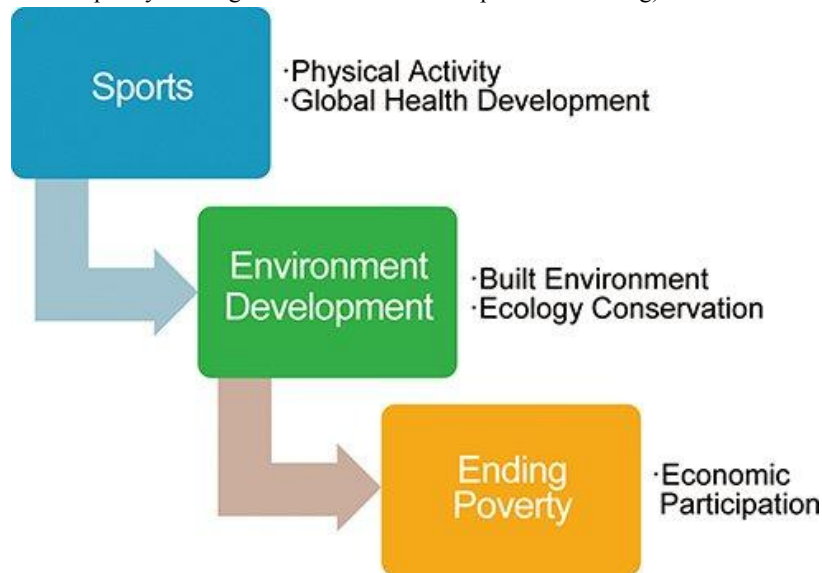 Sports
·Physical Activity
·Global Health Development
Environment
Development
·Built Environment
·Ecology Conservation
Ending
Poverty
·Economic
Participation